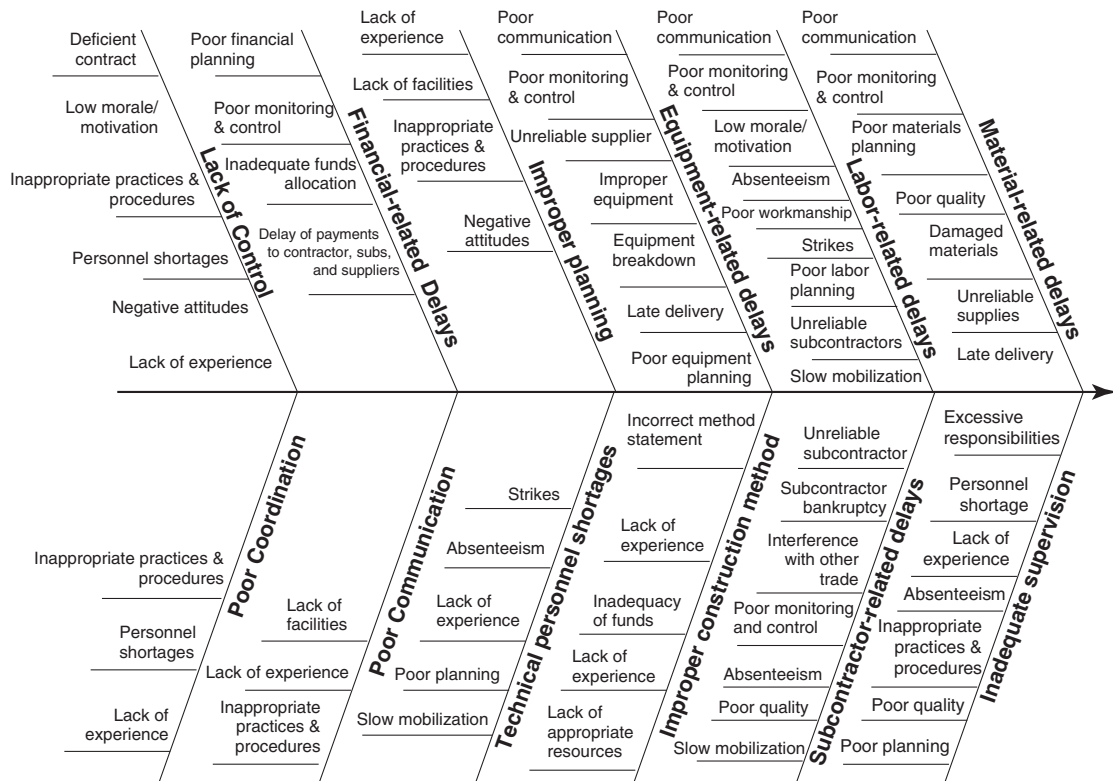 Deficient
contract
Low morale/
motivation
Inappropriate practices &
procedures
Personnel shortages
Negative attitudes
Lack of experience
Lack of Control
Poor financial
planning
Poor monitoring
& control
Inadequate funds
allocation
Delay of payments
to contractor, subs,
and suppliers
Financial-related Delays
Lack of
experience
Lack of facilities
Inappropriate
practices &
procedures
Negative
attitudes
Improper planning
Poor
communication
Poor monitoring
& control
Unreliable supplier
Improper
equipment
Equipment
breakdown
Late delivery
Poor equipment
planning
Equipment-related delays
Poor
communication
Poor monitoring
& control
Low morale/
motivation
Absenteeism
Poor workmanship
Strikes
Poor labor
planning
Unreliable
subcontractors
Slow mobilization
Labor-related delays
Poor
communication
Poor monitoring
& control
Poor materials
planning
Poor quality
Damaged
materials
Unreliable
supplies
Late delivery
Material-related delays
Inappropriate practices &
procedures
Personnel
shortages
Lack of
experience
Poor Coordination
Lack of
facilities
Lack of experience
Inappropriate
practices &
procedures
Poor Communication
Strikes
Absenteeism
Lack of
experience
Poor planning
Slow mobilization
Technical personnel shortages
Incorrect method
statement
Lack of
experience
Inadequacy
of funds
Lack of
experience
Lack of
appropriate
resources
Improper construction method
Unreliable
subcontractor
Subcontractor
bankruptcy
Interference
with other
trade
Poor monitoring
and control
Absenteeism
Poor quality
Slow mobilization
Subcontractor-related delays
Excessive
responsibilities
Personnel
shortage
Lack of
experience
Absenteeism
Inappropriate
practices &
procedures
Poor quality
Poor planning
Inadequate supervision